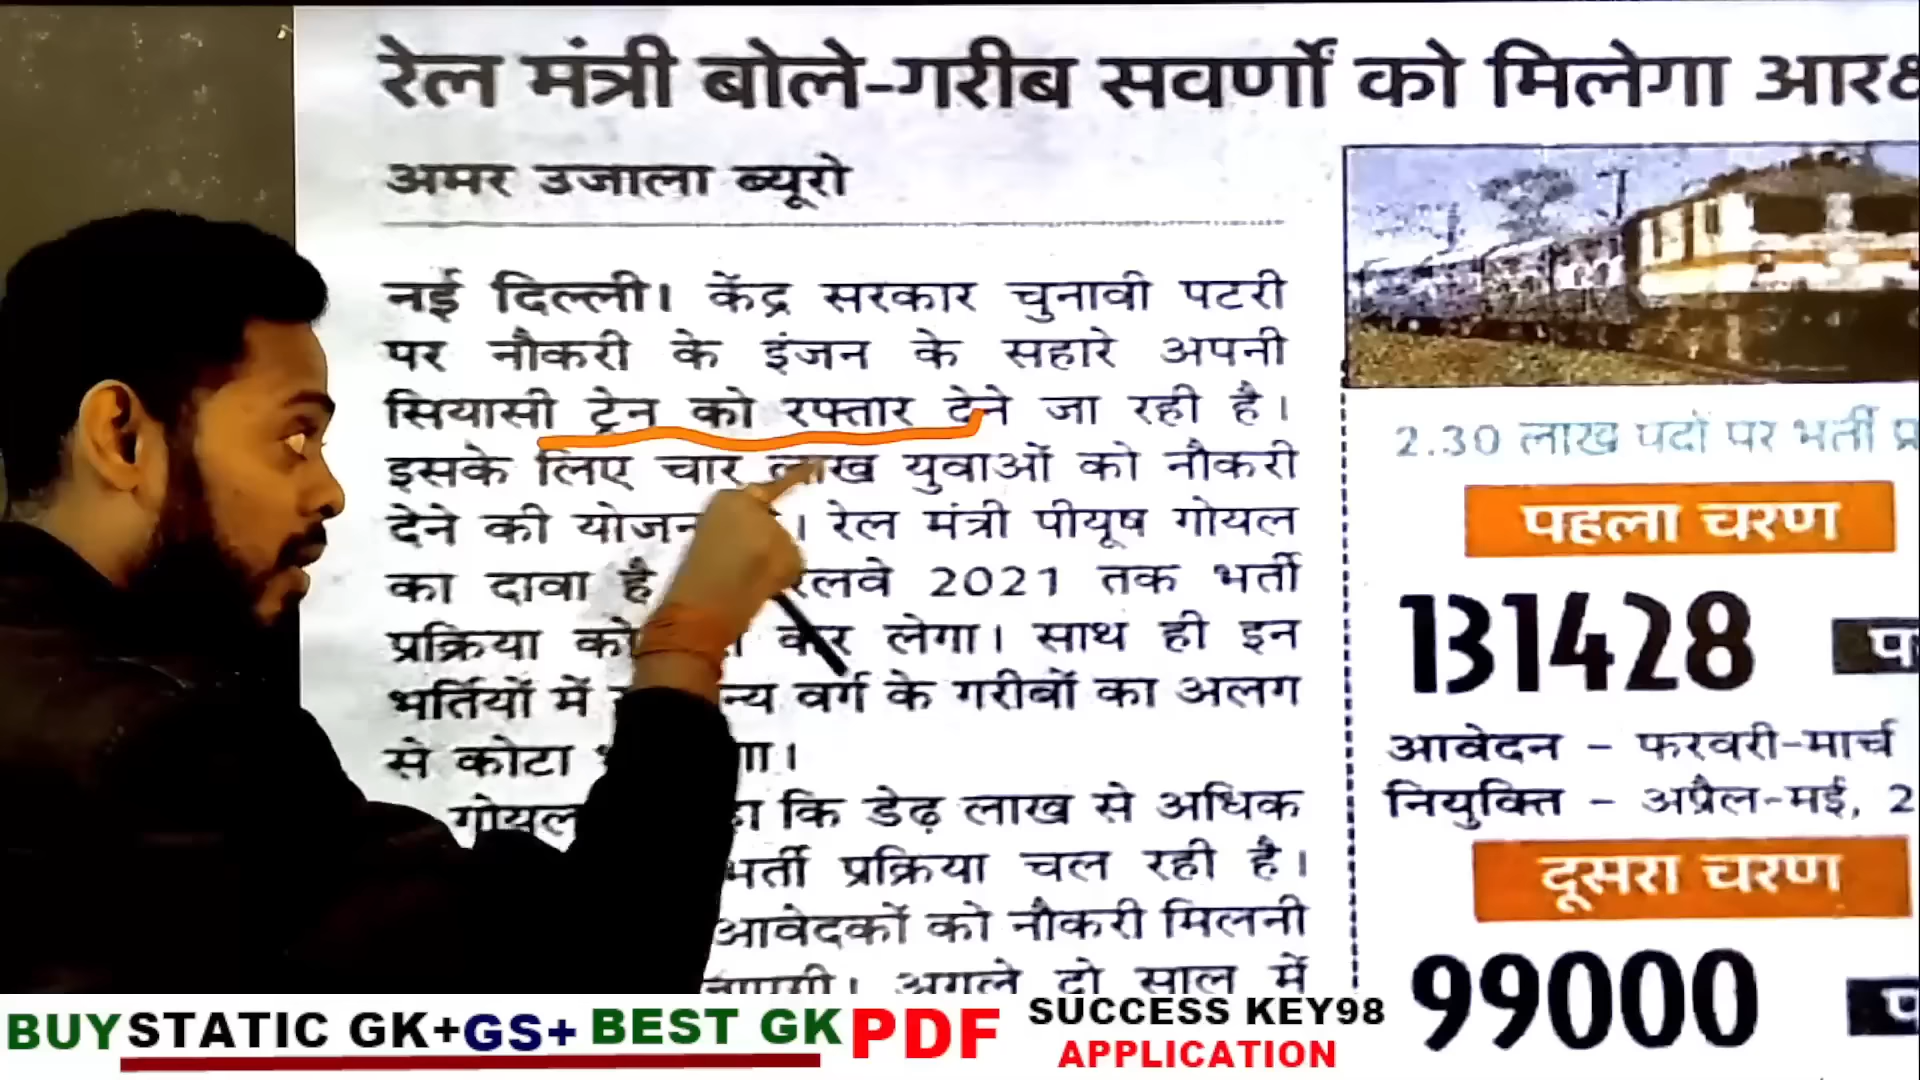 रेल मंत्री बोले-गरीब सवर्णों को मिलेगा
अमर उजाला ब्यूरो
नई दिल्ली। केंद्र सरकार चुनावी पटरी
पर नौकरी के इंजन के सहारे अपनी
सियासी ट्रेन को रफ्तार देने जा रही है।
इसके लिए चार लाख युवाओं को नौकरी
देने की । रेल मंत्री पीयूष गोयल
का दावा है 2021 तक भर्ती
प्रक्रिया को कर लेगा। साथ ही इन
भर्तियों में वर्ग के गरीबों का अलग
से कोटा
गोयल कि डेढ़ लाख से अधिक
भर्ती प्रक्रिया चल रही है।
आवेदकों को नौकरी मिलनी
अगले दो साल में
2.30 लाख पदों पर भर्ती
पहला चरण
131428
आवेदन - फरवरी-मार्च
नियुक्ति - अप्रैल-मई, 2
दूसरा चरण
99000
BUY STATIC GK+GS+ BEST GK PDF
SUCCESS KEY98
APPLICATION